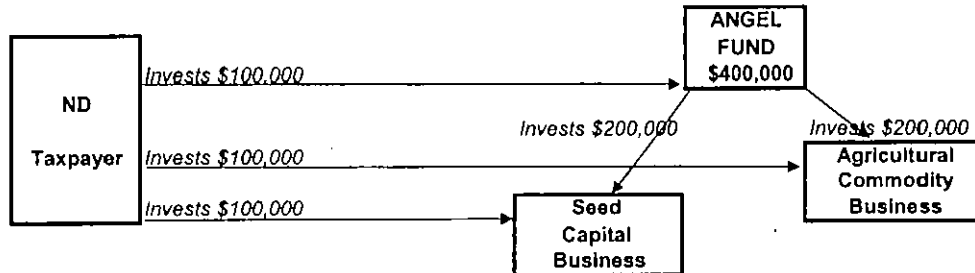 ANGEL
FUND
$400,000
ND
Taxpayer
Invests $100,000
Invests $200,000
Invests $200,000
Invests $100,000
Agricultural
Commodity
Business
Invests $100,000
Seed
Capital
Business